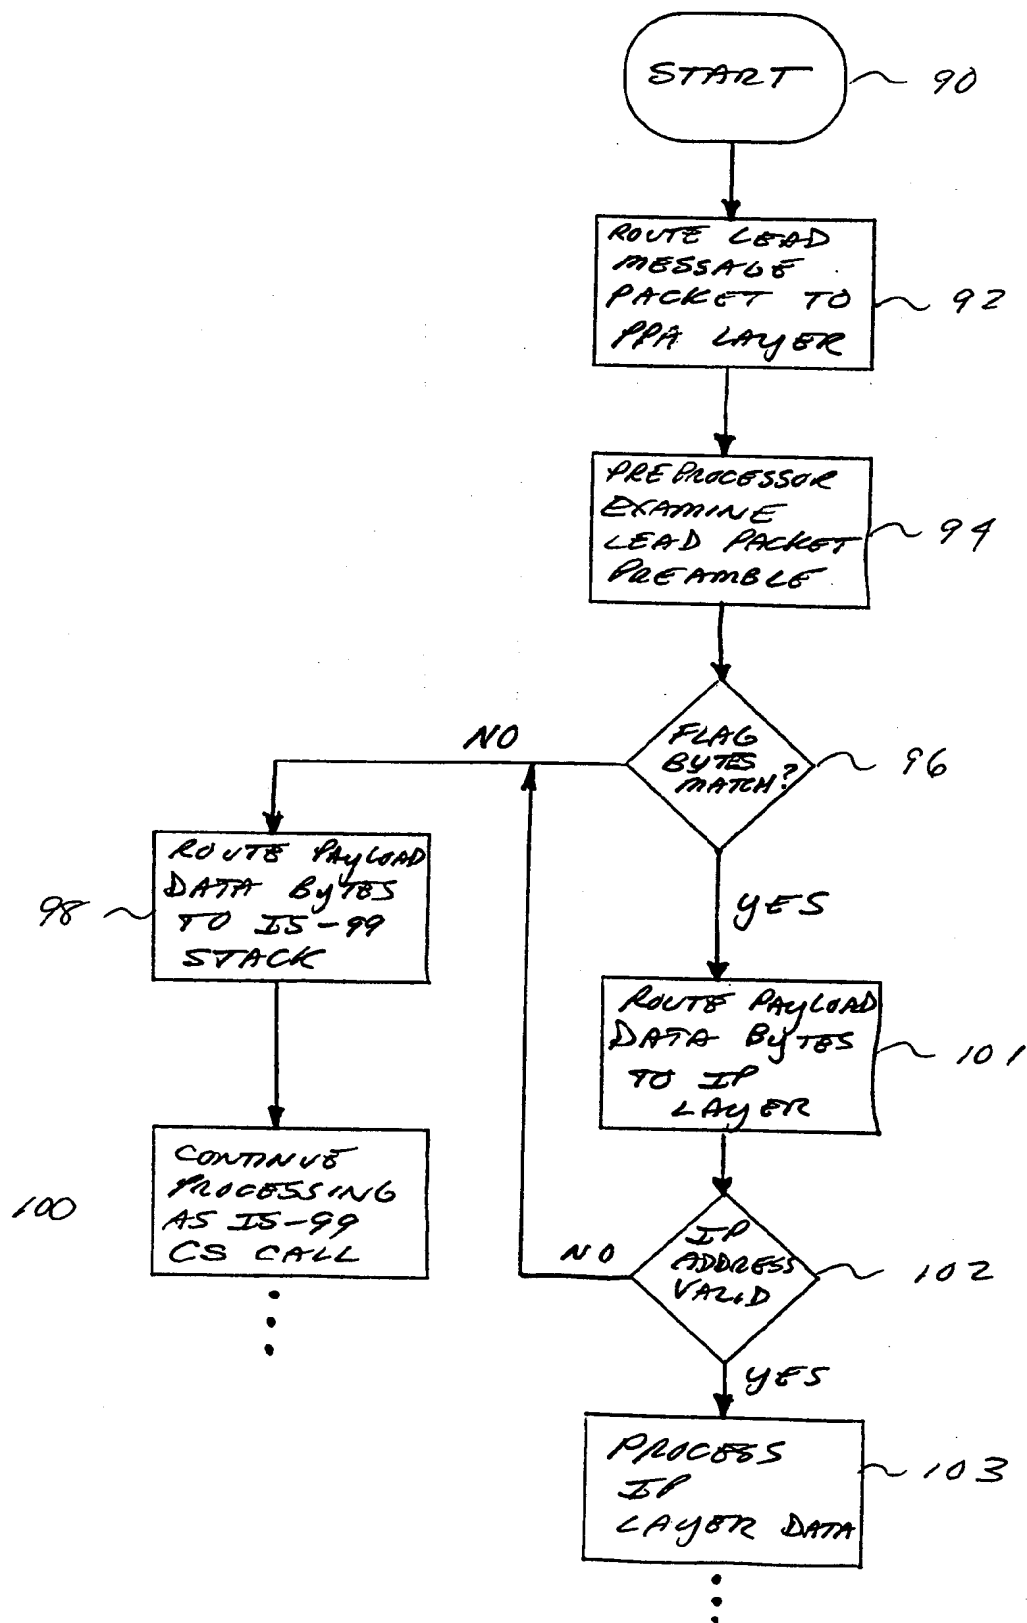 START
90
ROUTE LEAD
MESSAGE
PACKET TO
PPA LAYER
92
PREPROCESSOR
EXAMINE
LEAD PACKET
PREAMBLE
94
FLAG
BYTES
MATCH?
96
NO
YES
ROUTE PAYLOAD
DATA BYTES
TO IS-99
STACK
98
ROUTE PAYLOAD
DATA BYTES
TO IP
LAYER
101
CONTINUE
PROCESSING
AS IS-99
CS CALL
100
IP
ADDRESS
VALID
102
NO
YES
PROCESS
IP
LAYER DATA
103